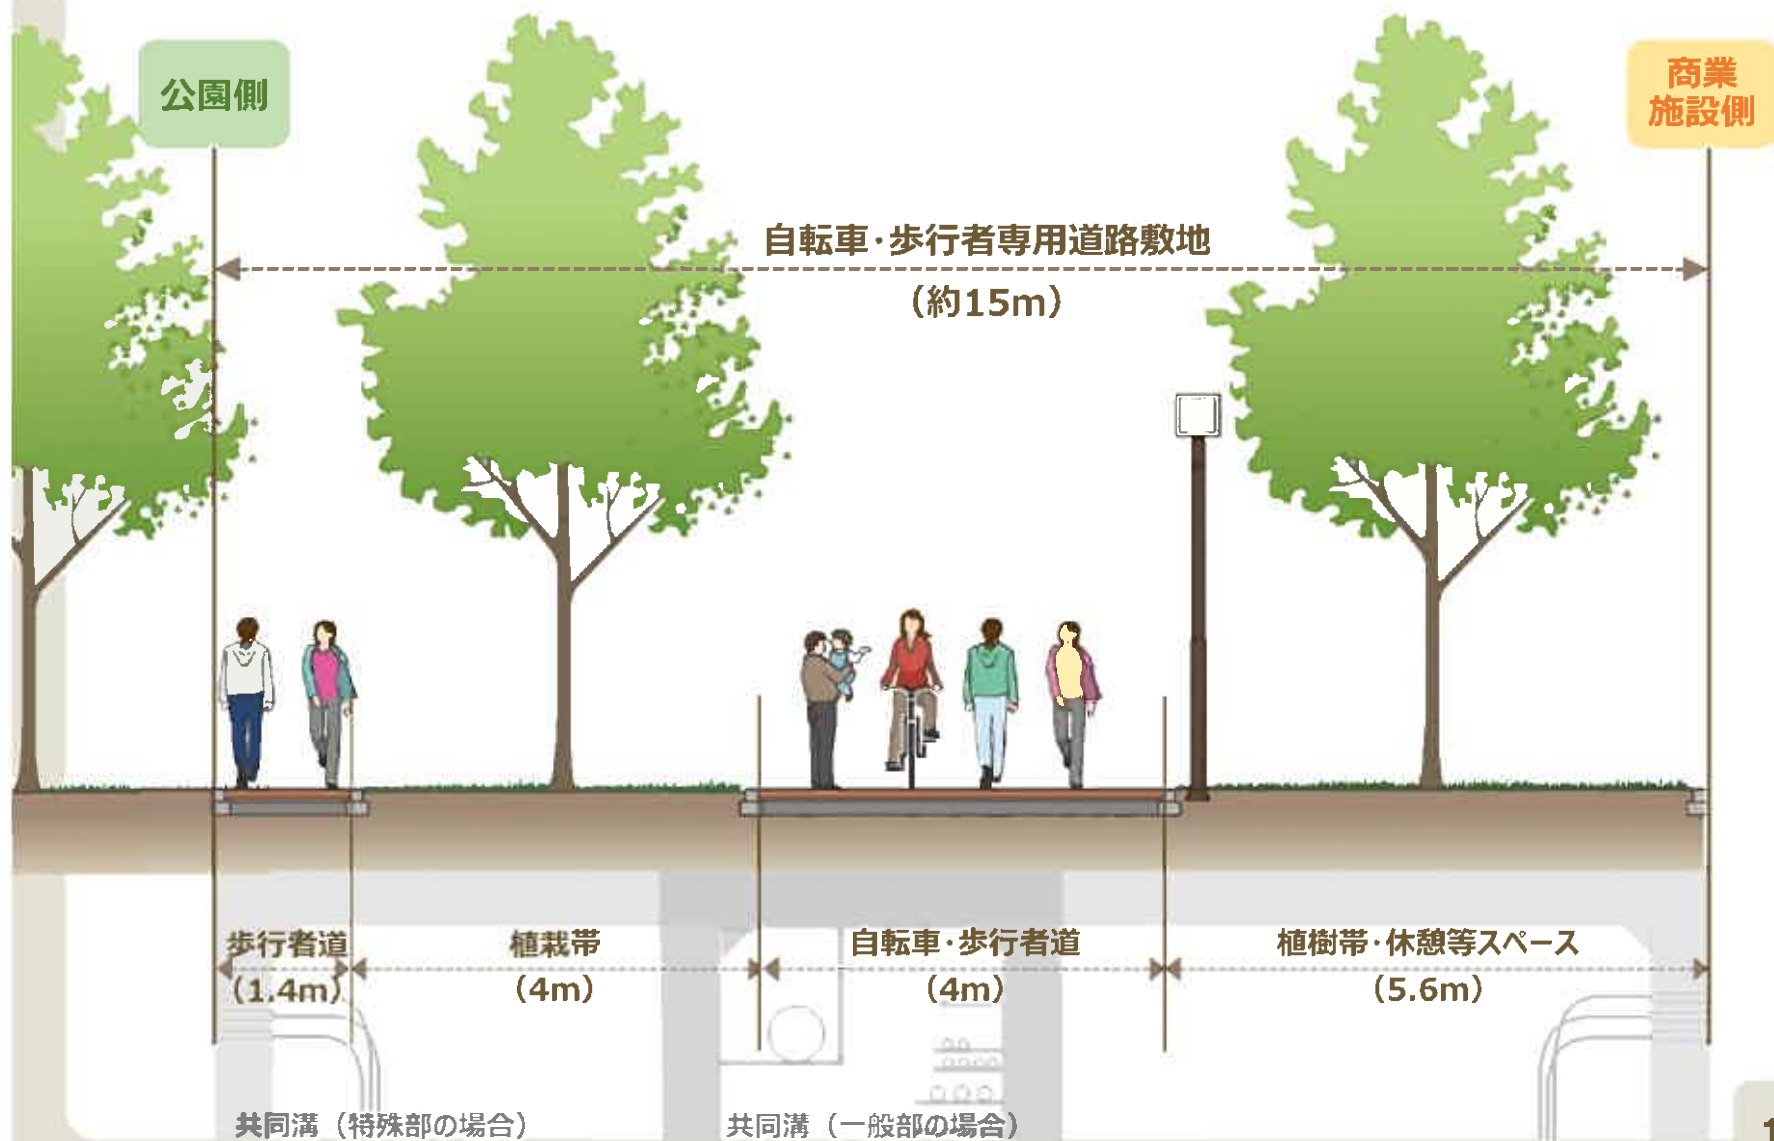 公園側
商業
施設側
自転車・歩行者専用道路敷地
（約15m）
歩行者道
（1.4m）
植栽帯
（4m）
自転車・歩行者道
（4m）
植樹帯・休憩等スペース
（5.6m）
共同溝（特殊部の場合）
共同溝（一般部の場合）